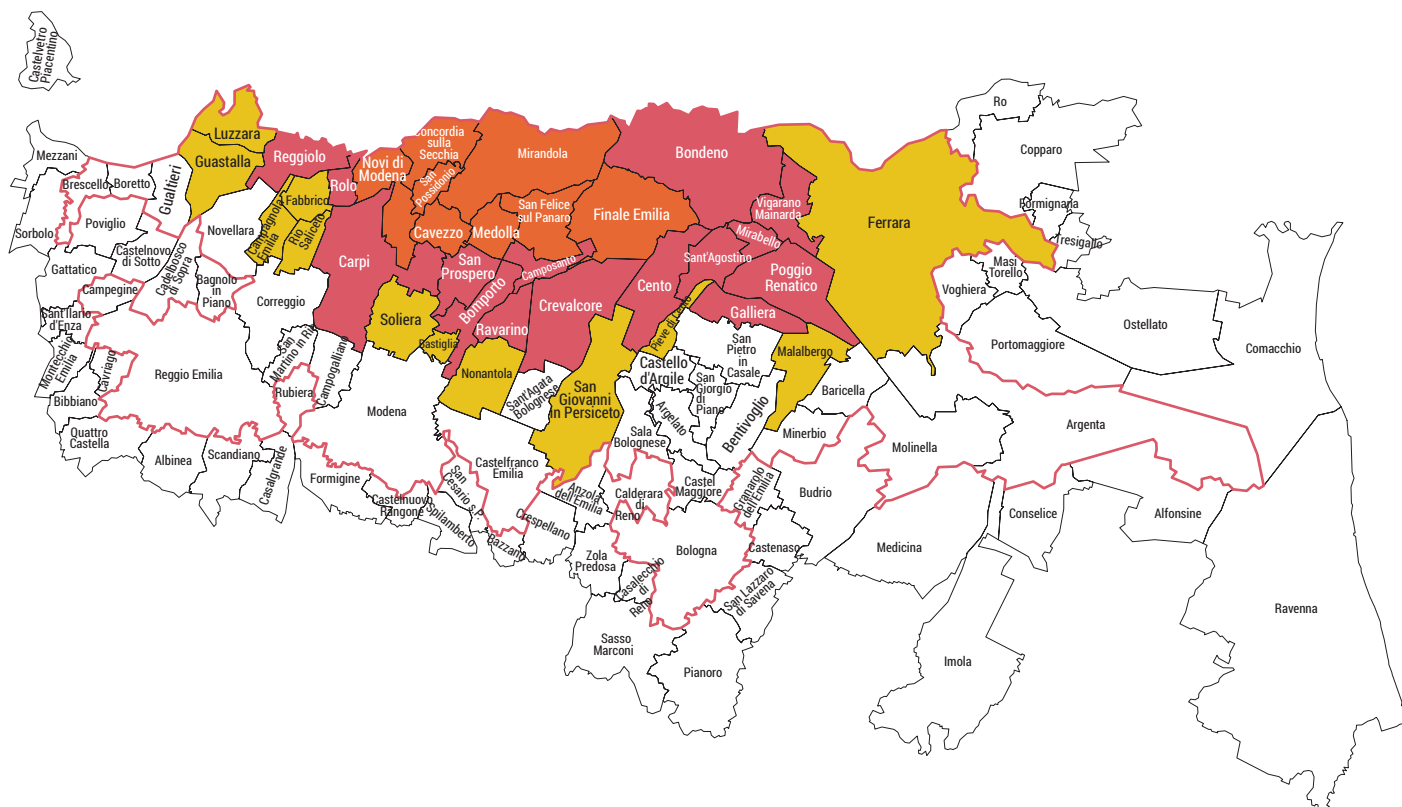 Castelvetro
Piacentino
Ro
Copparo
Formignana
Tresigallo
Luzzara
Guastalla
Reggiolo
Rolo
Novi di
Modena
Concordia
sulla
Secchia
San
Possidonio
Mirandola
Bondeno
Mezzani
Brescello
Boretto
Gualtieri
Sorbolo
Poviglio
Castelnovo
di Sotto
Cadelbosco
di Sopra
Novellara
Campagnola
Emilia
Fabbrico
Rio
Saliceto
Cavezzo
Medolla
San Felice
sul Panaro
Finale Emilia
Vigarano
Mainarda
Mirabello
Ferrara
Gattatico
Campegine
Bagnolo
in
Piano
Correggio
Carpi
San
Prospero
Camposanto
Bomporto
Ravarino
Crevalcore
Cento
Sant'Agostino
Poggio
Renatico
Galliera
Pieve di Cento
Masi
Torello
Voghiera
Portomaggiore
Ostellato
Comacchio
Sant'Ilario
d'Enza
Montecchio
Emilia
Cavriago
Bibbiano
Quattro
Castella
Reggio Emilia
San
Martino in Rio
Rubiera
Campogalliano
Soliera
Bastiglia
Nonantola
Modena
Sant'Agata
Bolognese
San
Giovanni
in Persiceto
Castello
d'Argile
San
Pietro in
Casale
Malalbergo
San
Giorgio
di
Piano
Argelato
Bentivoglio
Baricella
Minerbio
Molinella
Argenta
Albinea
Scandiano
Casalgrande
Formigine
Castelnuovo
Rangone
Spilamberto
San
Cesario s.P.
Castelfranco
Emilia
Bazzano
Crespellano
Anzola
dell'Emilia
Sala
Bolognese
Calderara
di
Reno
Castel
Maggiore
Granarolo
dell'Emilia
Budrio
Medicina
Conselice
Alfonsine
Zola
Predosa
Casalecchio
di
Reno
Bologna
Castenaso
San Lazzaro
di Savena
Sasso
Marconi
Pianoro
Imola
Ravenna